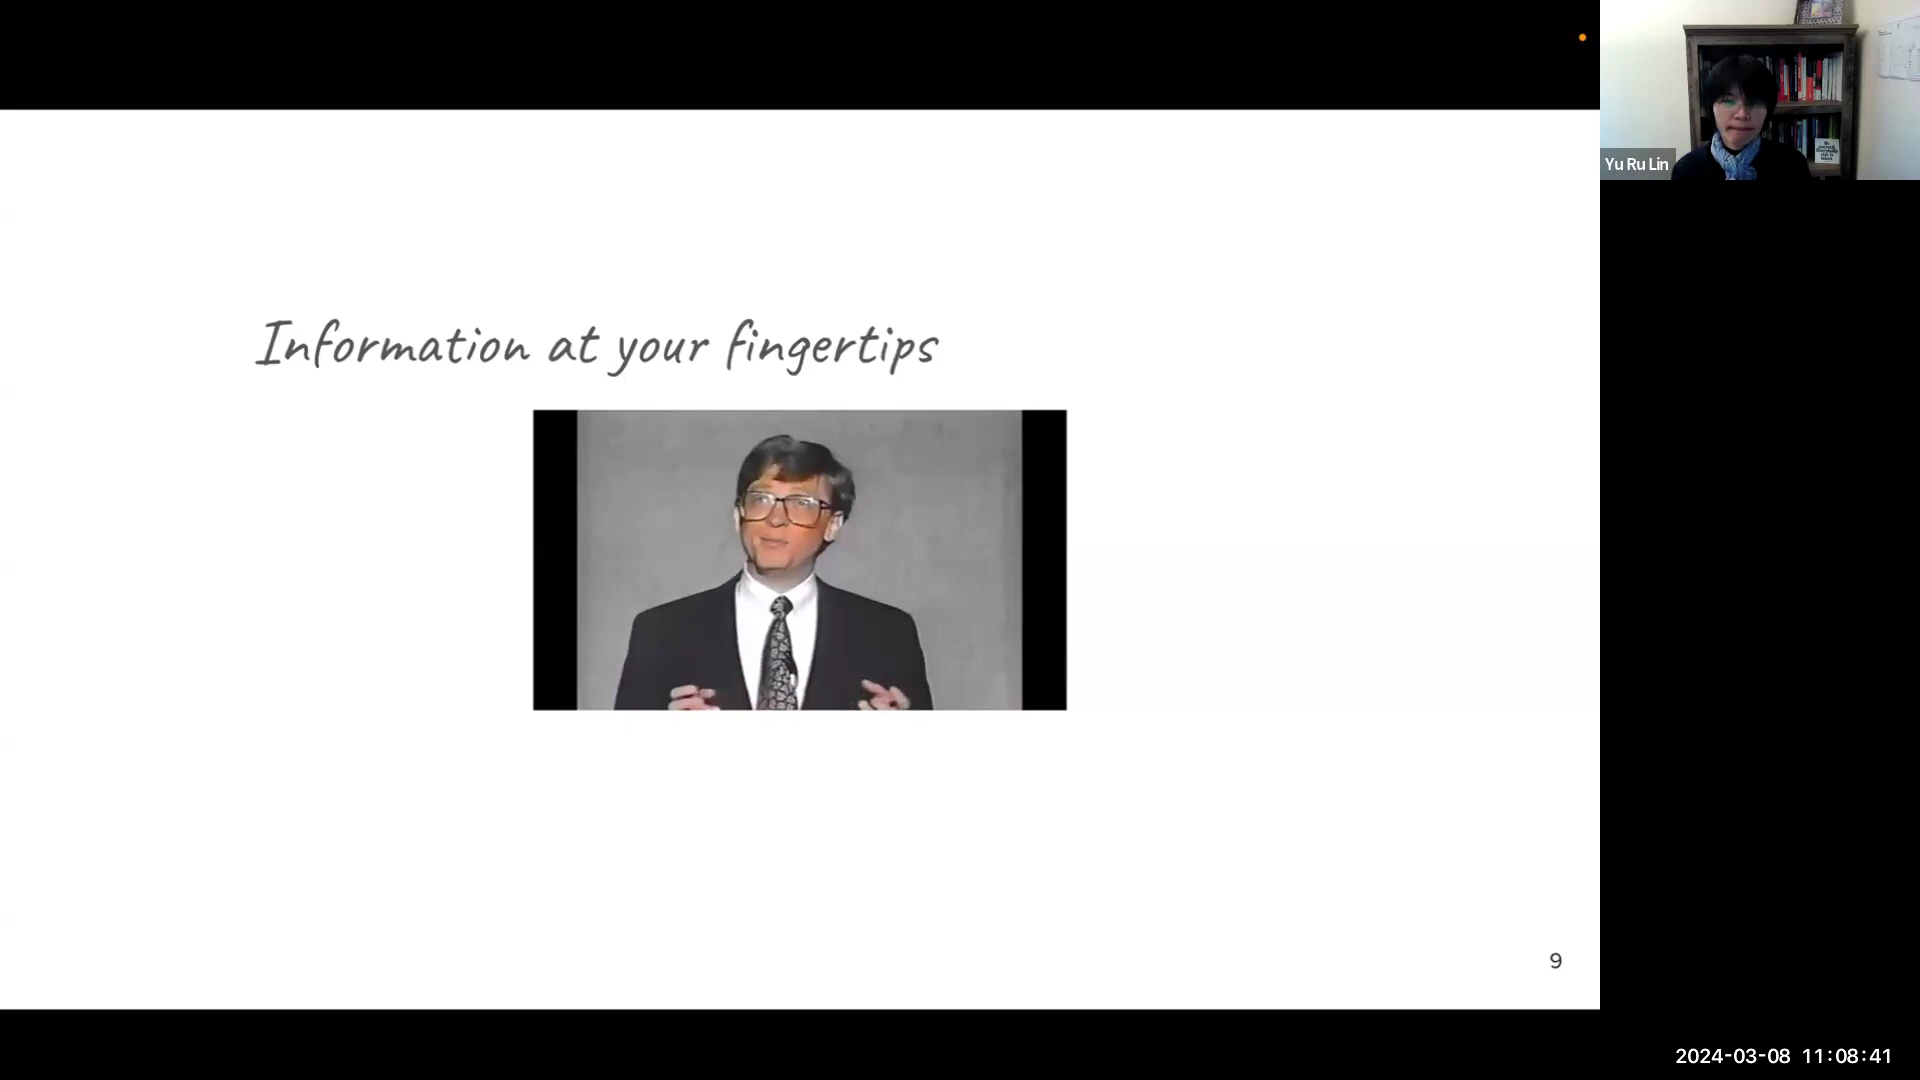 Yu Ru Lin
Information at your fingertips
9
2024-03-08 11:08:41